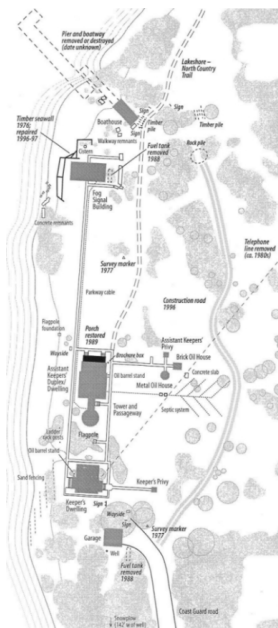 Pier and boatway
removed or destroyed
(date unknown)
Lakeshore –
North Country
Trail
Sign
Sign
Boathouse
Sign
Timber
pile
Timber
pile
Timber seawall
1974;
repaired
1996-97
Walkway remnants
Fuel tank
removed
1988
Rock pile
Cistern
Fog
Signal
Building
Concrete remnants
Telephone
line removed
(ca. 1980s)
Survey marker
1977
Parkway cable
Construction road
1996
Flagpole
foundation
Porch
restored
1989
Assistant Keepers'
Privy
Wayside
Brochure box
Brick Oil House
Assistant
Keepers'
Duplex/
Dwelling
Oil barrel stand
Concrete slab
Metal Oil House
Tower and
Passageway
Septic system
Flagpole
Oil barrel stand
Sand fencing
Keeper's Privy
Keeper's
Dwelling
Sign
Wayside
Sign
Survey marker
1977
Garage
Well
Fuel tank
removed
1988
Coast Guard road